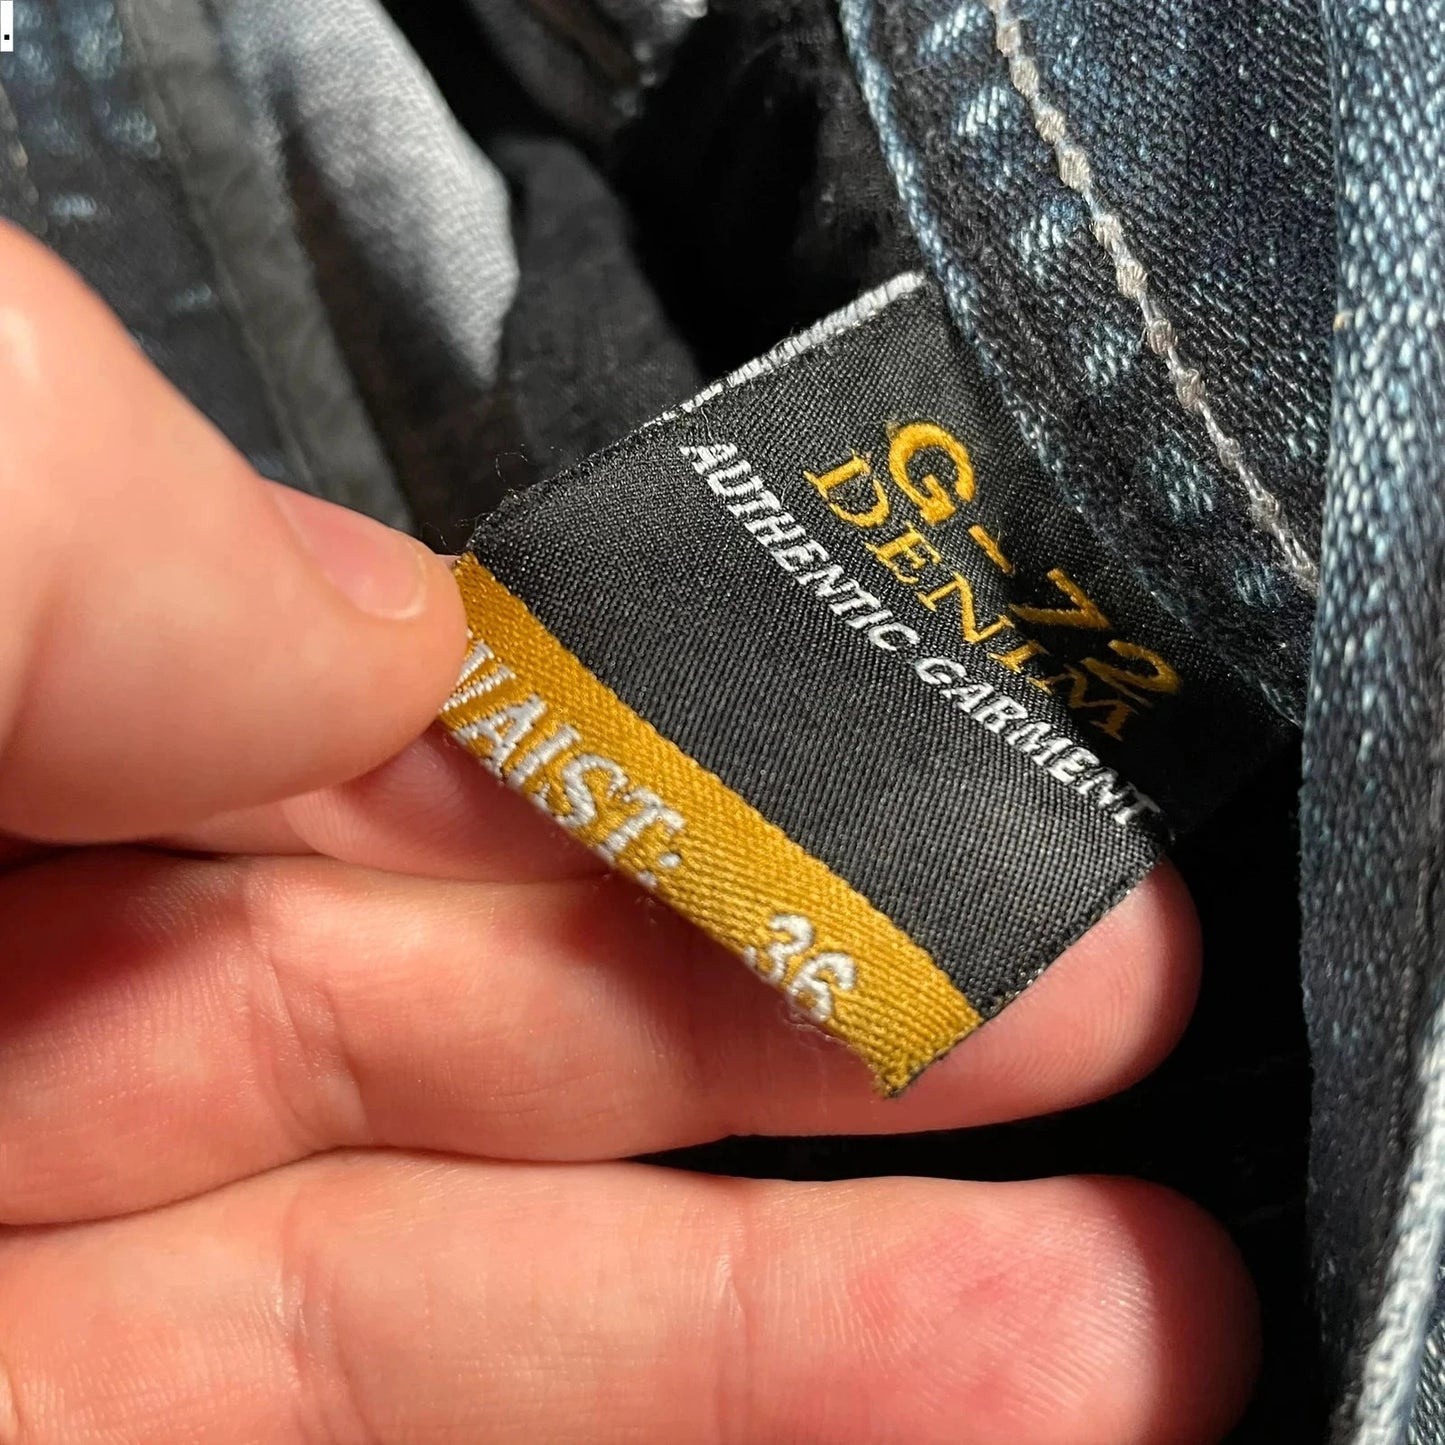 .
G-72
DENIM
AUTHENTIC GARMENT
WAIST: 36